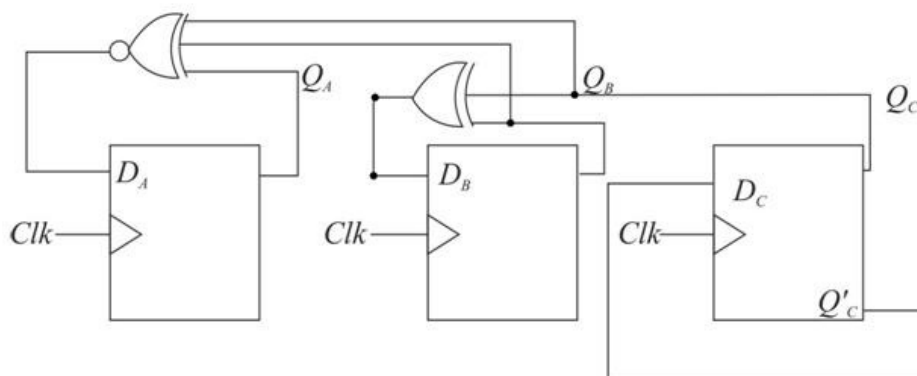 Q_A
Q_B
Q_C
D_A
D_B
D_C
Clk
Clk
Clk
Q'_C